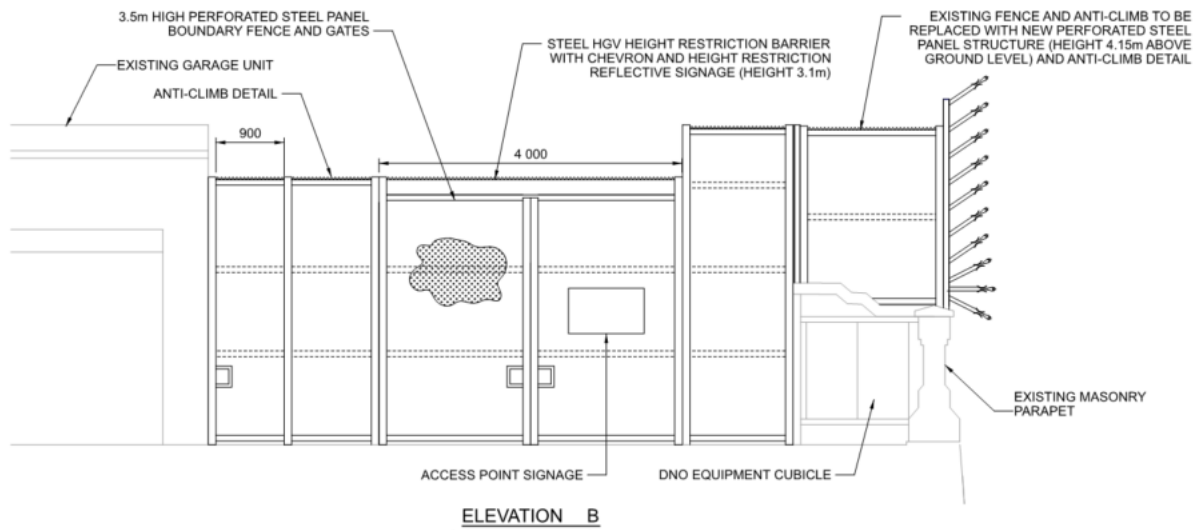 3.5m HIGH PERFORATED STEEL PANEL
BOUNDARY FENCE AND GATES
EXISTING GARAGE UNIT
ANTI-CLIMB DETAIL
STEEL HGV HEIGHT RESTRICTION BARRIER
WITH CHEVRON AND HEIGHT RESTRICTION
REFLECTIVE SIGNAGE (HEIGHT 3.1m)
EXISTING FENCE AND ANTI-CLIMB TO BE
REPLACED WITH NEW PERFORATED STEEL
PANEL STRUCTURE (HEIGHT 4.15m ABOVE
GROUND LEVEL) AND ANTI-CLIMB DETAIL
900
4 000
EXISTING MASONRY
PARAPET
ACCESS POINT SIGNAGE
DNO EQUIPMENT CUBICLE
ELEVATION B